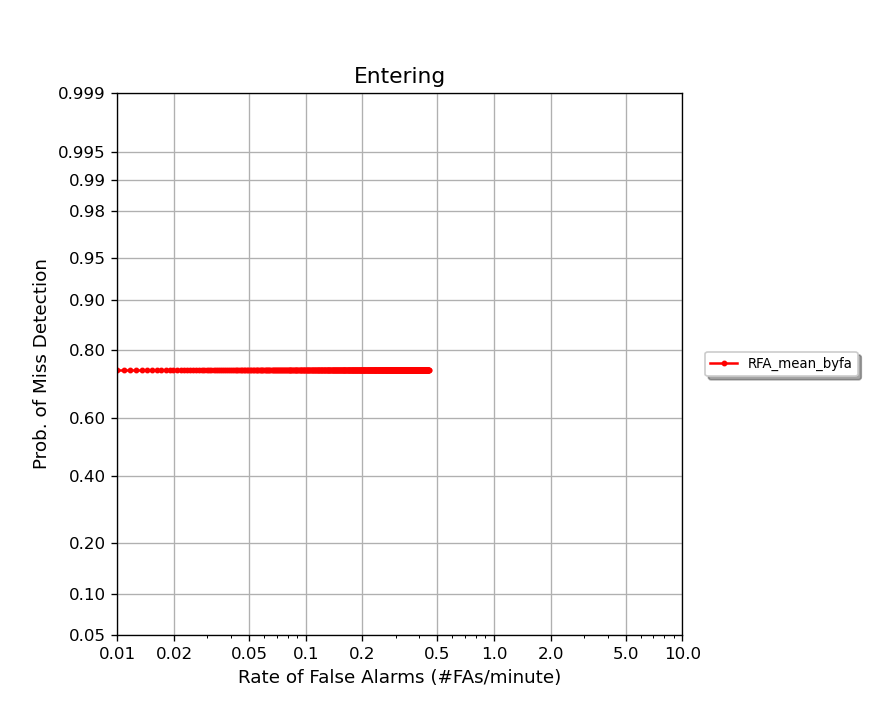 Entering
0.999
0.995
0.99
0.98
0.95
0.90
0.80
0.60
0.40
0.20
0.10
0.05
Prob. of Miss Detection
0.01 0.02 0.05 0.1 0.2 0.5 1.0 2.0 5.0 10.0
Rate of False Alarms (#FAs/minute)
RFA_mean_byfa